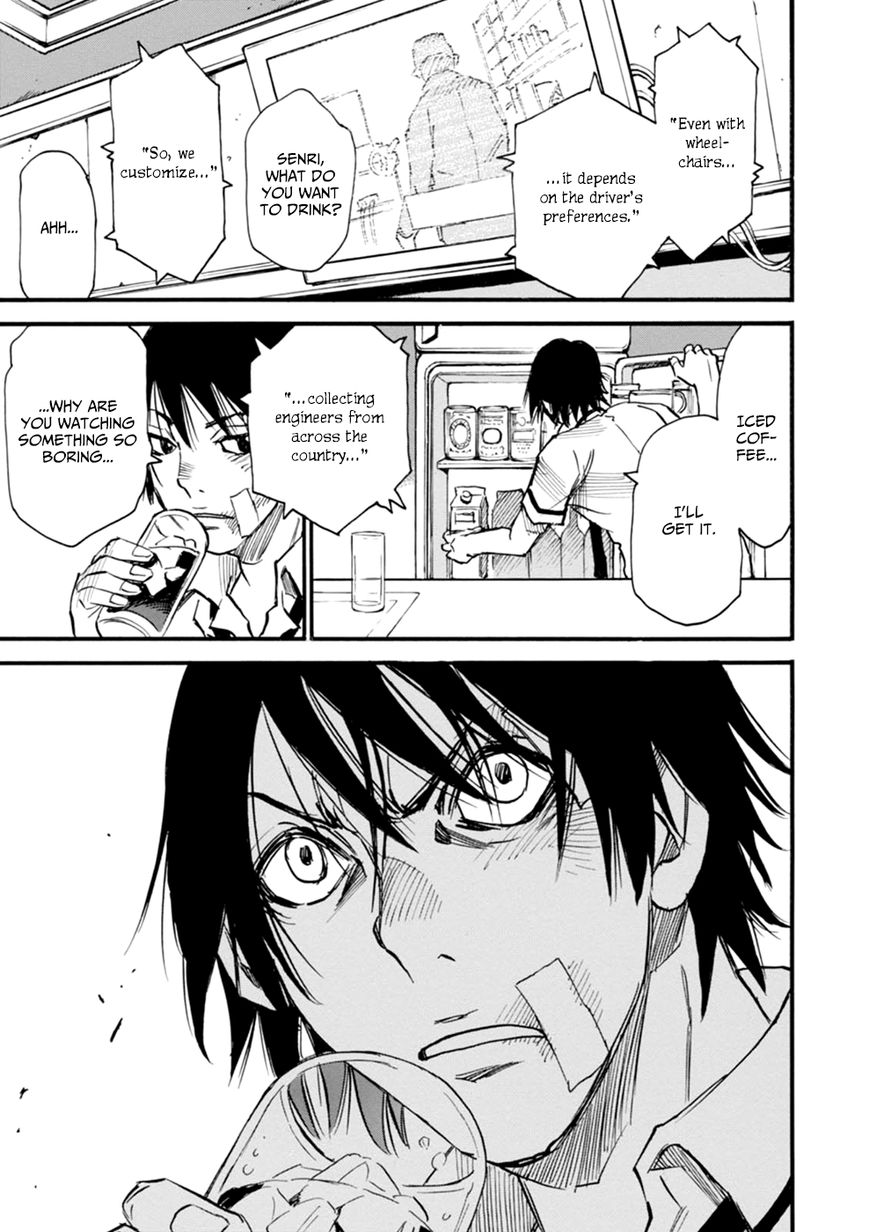 "Even with
wheel-
chairs...
...it depends
on the driver's
preferences."
SENRI,
WHAT DO
YOU WANT
TO DRINK?
"So, we
customize..."
AHH...
ICED
COF-
FEE...
I'LL
GET IT.
"...collecting
engineers from
across the
country..."
...WHY ARE
YOU WATCHING
SOMETHING SO
BORING...